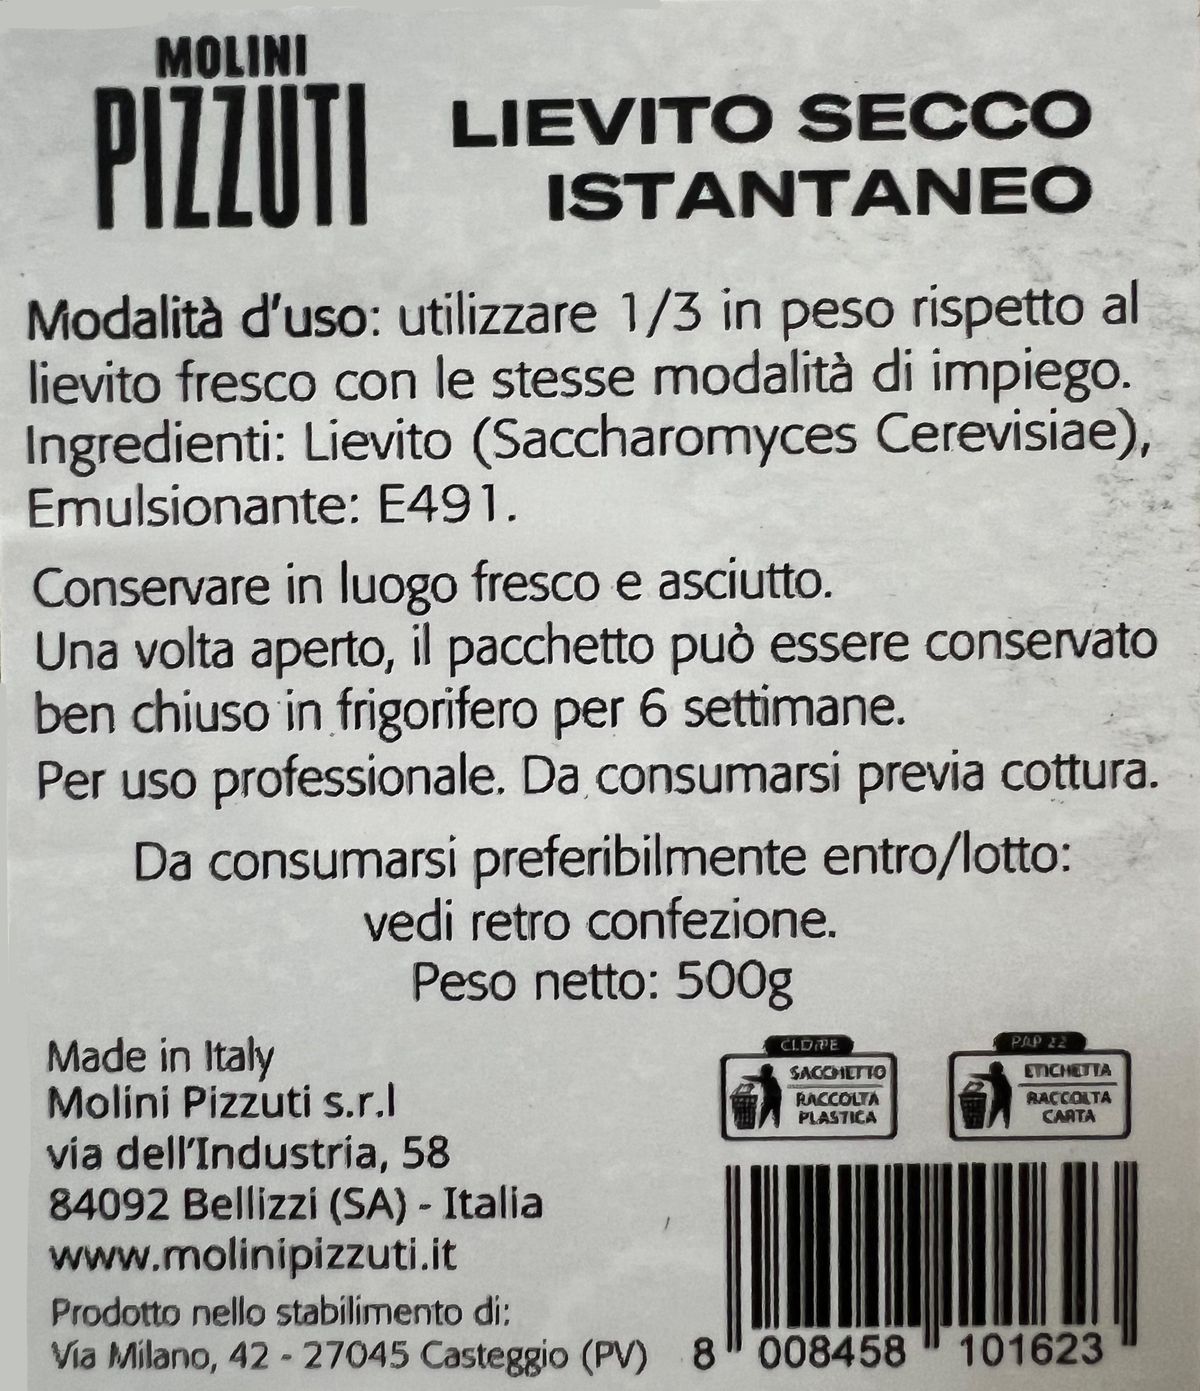 MOLINI
PIZZUTI
LIEVITO SECCO
ISTANTANEO
Modalità d'uso: utilizzare 1/3 in peso rispetto al
lievito fresco con le stesse modalità di impiego.
Ingredienti: Lievito (Saccharomyces Cerevisiae),
Emulsionante: E491.
Conservare in luogo fresco e asciutto.
Una volta aperto, il pacchetto può essere conservato
ben chiuso in frigorifero per 6 settimane.
Per uso professionale. Da consumarsi previa cottura.
Da consumarsi preferibilmente entro/lotto:
vedi retro confezione.
Peso netto: 500g
Made in Italy
Molini Pizzuti s.r.l
via dell'Industria, 58
84092 Bellizzi (SA) - Italia
www.molinipizzuti.it
Prodotto nello stabilimento di:
Via Milano, 42 - 27045 Casteggio (PV)
SACCHETTO
RACCOLTA
PLASTICA
PAP 22
ETICHETTA
RACCOLTA
CARTA
8 008458 101623